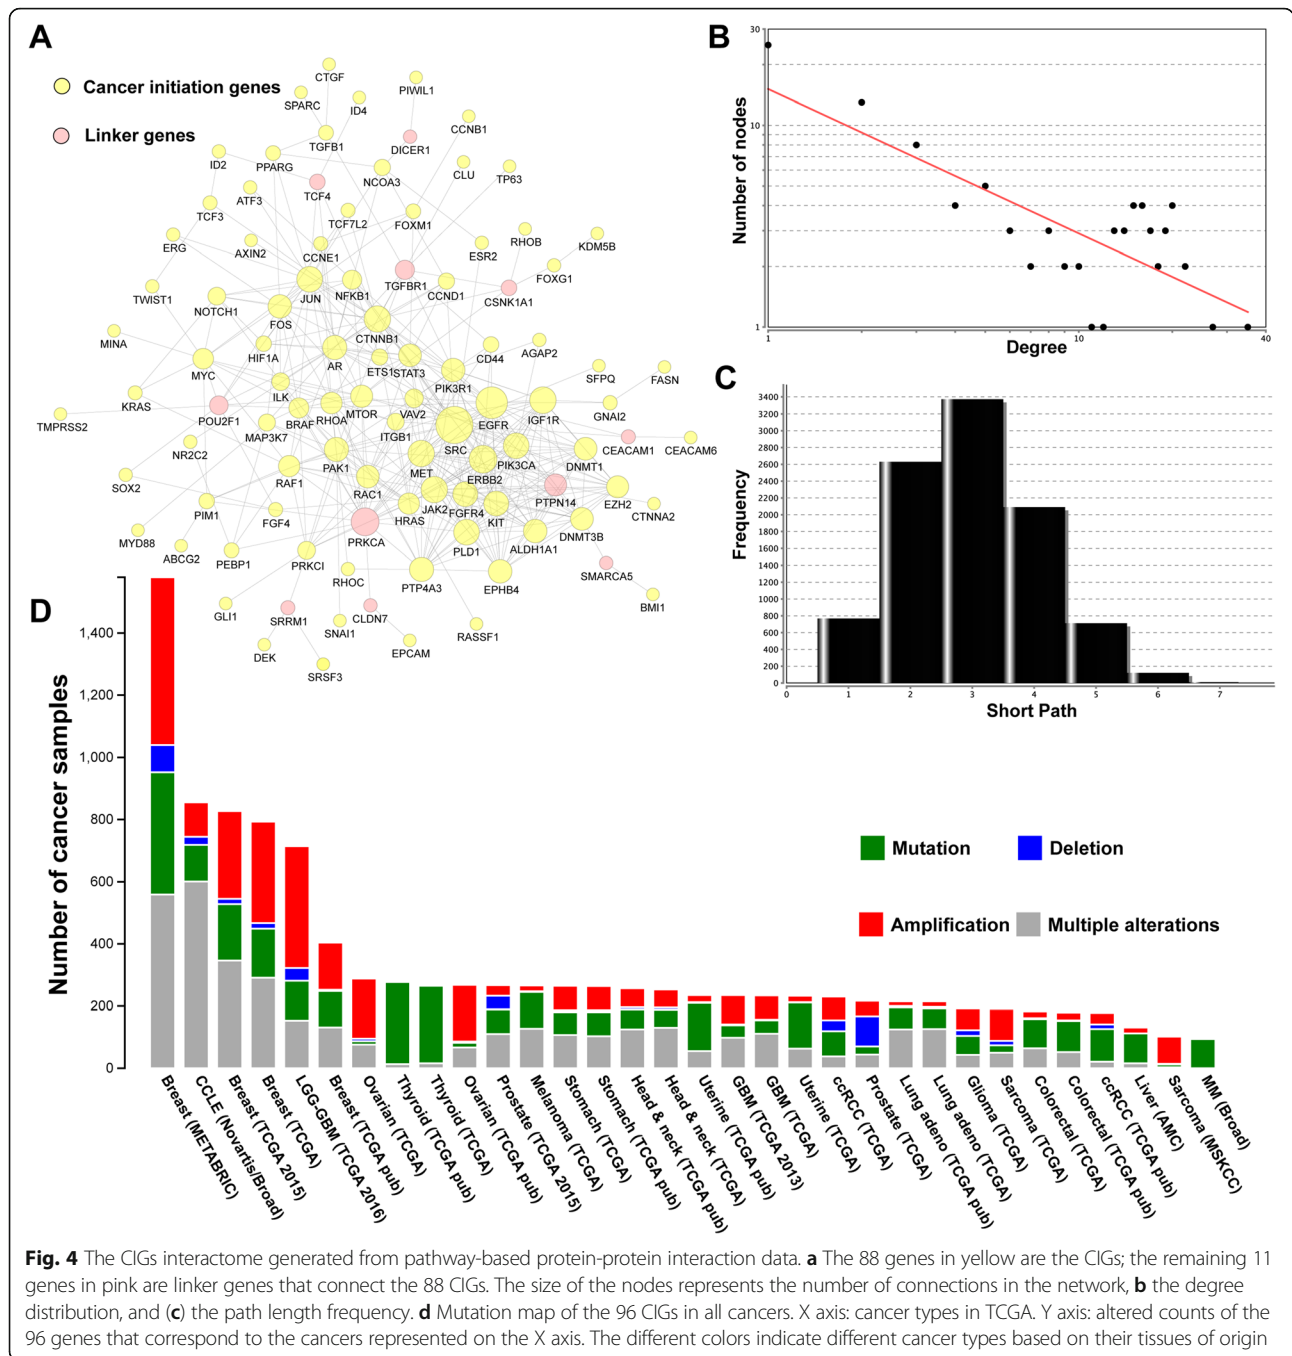 A
Cancer initiation genes
Linker genes
CTGF
SPARC
ID4
PIWIL1
TGFB1
CCNB1
DICER1
ID2
PPARG
NCOA3
CLU
TP63
TCF4
ATF3
TCF3
TCF7L2
FOXM1
ERG
AXIN2
CCNE1
ESR2
RHOB
KDM5B
TGFBR1
FOXG1
TWIST1
JUN
NFKB1
CCND1
CSNK1A1
NOTCH1
FOS
CTNNB1
MINA
HIF1A
AR
ETS1
STAT3
CD44
AGAP2
MYC
PIK3R1
SFPQ
FASN
ILK
KRAS
POU2F1
BRAF
RHOA
MTOR
VAV2
EGFR
IGF1R
GNAI2
TMPRSS2
MAP3K7
ITGB1
SRC
CEACAM1
CEACAM6
NR2C2
PAK1
MET
PIK3CA
DNMT1
SOX2
RAF1
RAC1
ERBB2
PTPN14
EZH2
PIM1
FGF4
HRAS
JAK2
FGFR4
KIT
CTNNA2
MYD88
ABCG2
PEBP1
PRKCI
PRKCA
PLD1
ALDH1A1
DNMT3B
RHOC
PTP4A3
EPHB4
SMARCA5
BMI1
GLI1
SRRM1
SNAI1
CLDN7
RASSF1
DEK
EPCAM
SRSF3
B
Number of nodes
30
10
1
1
10
40
Degree
C
Frequency
3400
3200
3000
2800
2600
2400
2200
2000
1800
1600
1400
1200
1000
800
600
400
200
0
0
1
2
3
4
5
6
7
Short Path
D
Number of cancer samples
1,400
1,200
1,000
800
600
400
200
0
Mutation
Deletion
Amplification
Multiple alterations
Breast (METABRIC)
CCLE (Novartis/Broad)
Breast (TCGA 2015)
Breast (TCGA)
LGG-GBM (TCGA 2016)
Breast (TCGA pub)
Ovarian (TCGA)
Thyroid (TCGA pub)
Thyroid (TCGA)
Ovarian (TCGA pub)
Prostate (TCGA 2015)
Melanoma (TCGA)
Stomach (TCGA)
Stomach (TCGA pub)
Head & neck (TCGA pub)
Head & neck (TCGA)
Uterine (TCGA pub)
GBM (TCGA 2013)
GBM (TCGA)
Uterine (TCGA)
ccRCC (TCGA)
Prostate (TCGA)
Lung adeno (TCGA pub)
Lung adeno (TCGA)
Glioma (TCGA)
Sarcoma (TCGA)
Colorectal (TCGA)
Colorectal (TCGA pub)
ccRCC (TCGA pub)
Liver (AMC)
Sarcoma (MSKCC)
MM (Broad)
Fig. 4 The CIGs interactome generated from pathway-based protein-protein interaction data. a The 88 genes in yellow are the CIGs; the remaining 11
genes in pink are linker genes that connect the 88 CIGs. The size of the nodes represents the number of connections in the network, b the degree
distribution, and (c) the path length frequency. d Mutation map of the 96 CIGs in all cancers. X axis: cancer types in TCGA. Y axis: altered counts of the
96 genes that correspond to the cancers represented on the X axis. The different colors indicate different cancer types based on their tissues of origin